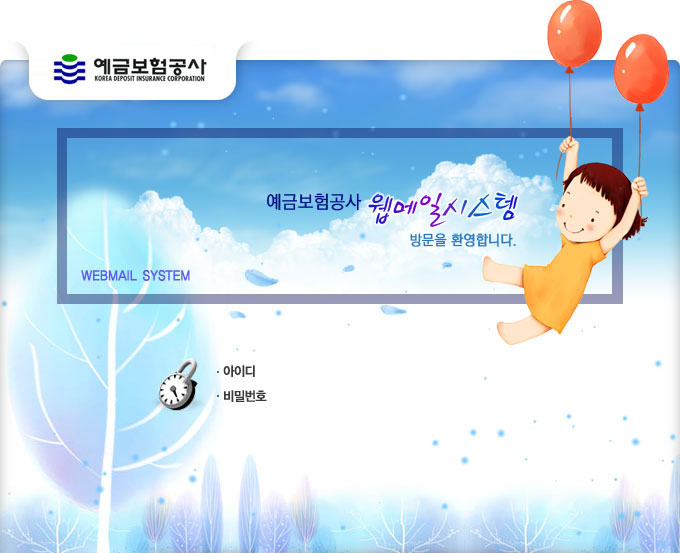 예금보험공사
KOREA DEPOSIT INSURANCE CORPORATION
예금보험공사 웹메일시스템
방문을 환영합니다.
WEBMAIL SYSTEM
· 아이디
· 비밀번호